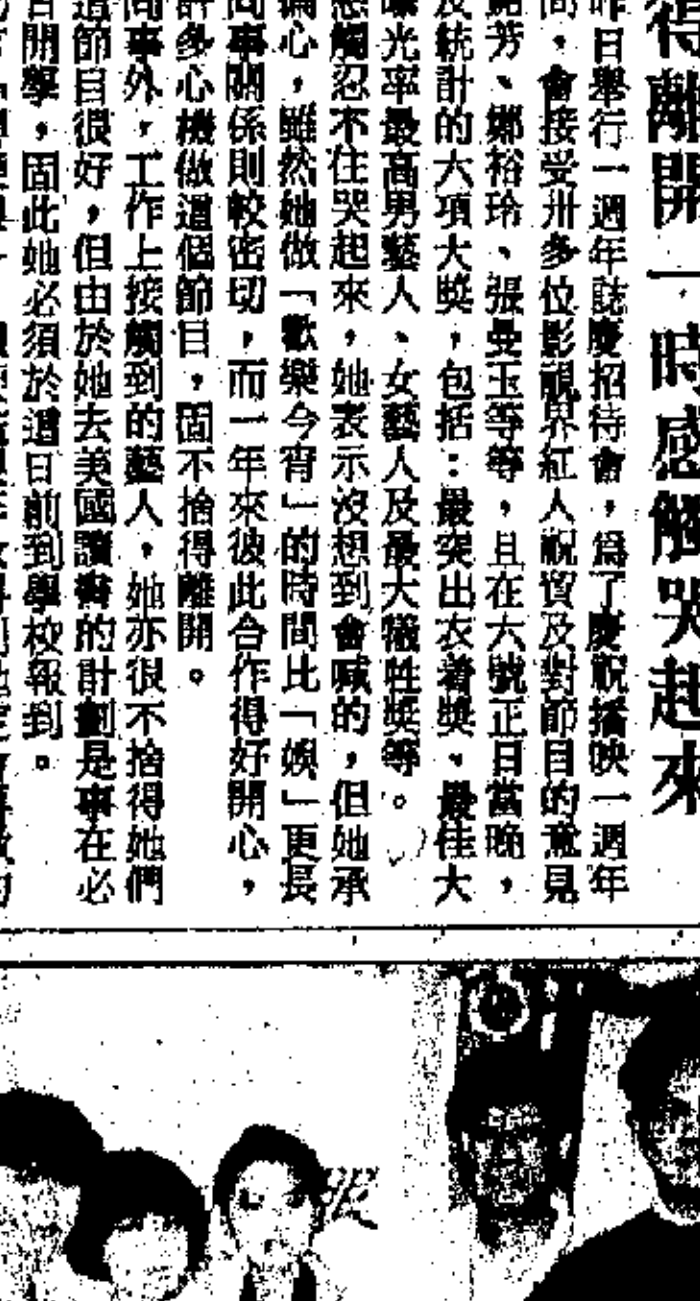 得離開一時感觸哭起來
昨日舉行一週年誌慶招待會,爲了慶祝播映一週年
間,會接受卅多位影視界紅人祝賀及對節目的意見
芳、鄭裕玲、張曼玉等等,且在六號正日當晚,
及統計的六項大獎,包括:最突出衣着獎、最佳大
曝光率最高男藝人、女藝人及最大犧牲獎等。
感觸忍不住哭起來,她表示沒想到會喊的,但她承
偏心,雖然她做「歡樂今宵」的時間比「娛」更長
同事關係則較密切,而一年來彼此合作得好開心,
許多心機做這個節目,固不捨得離開。
同事外,工作上接觸到的藝人,她亦很不捨得她們
這節目很好,但由於她去美國讀書的計劃是事在必
日開學,固此她必須於這日前到學校報到。